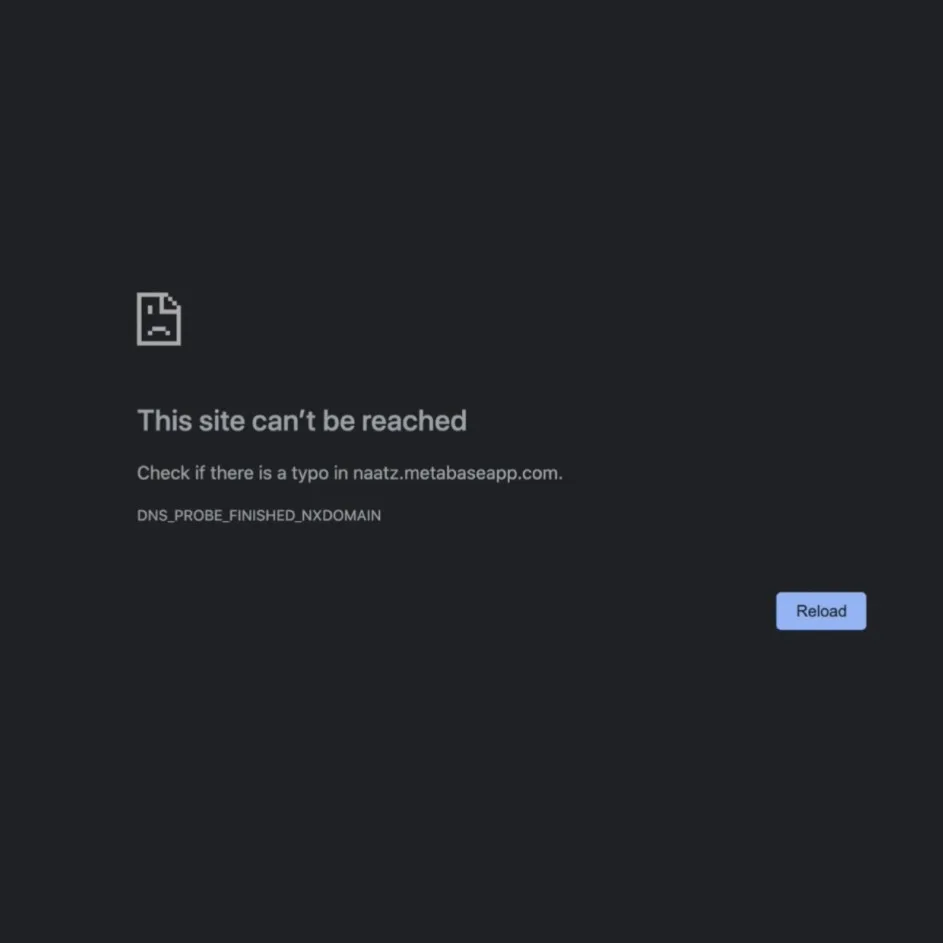 This site can’t be reached
Check if there is a typo in naatz.metabaseapp.com.
DNS_PROBE_FINISHED_NXDOMAIN
Reload